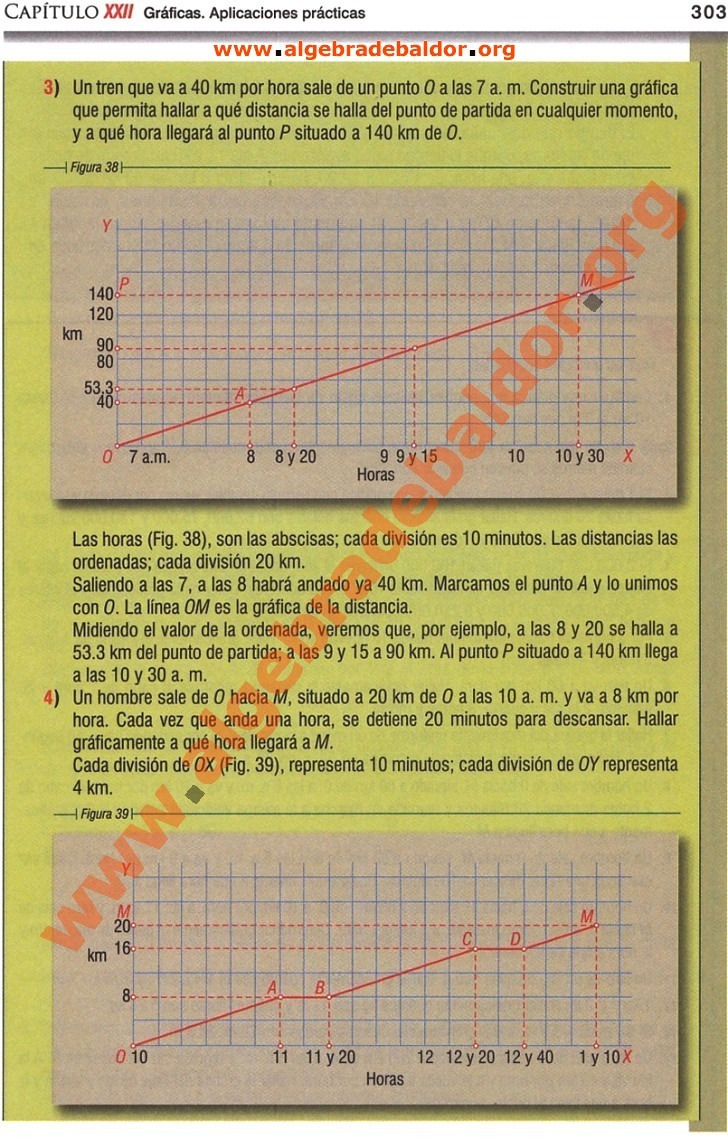 CAPÍTULO XXII Gráficas. Aplicaciones prácticas 303
www.algebradebaldor.org
3) Un tren que va a 40 km por hora sale de un punto O a las 7 a. m. Construir una gráfica
que permita hallar a qué distancia se halla del punto de partida en cualquier momento,
y a qué hora llegará al punto P situado a 140 km de O.
Figura 38
Y
P
M
140
120
km
90
80
53.3
A
40
O 7 a.m. 8 8 y 20 9 9 y 15 10 10 y 30 X
Horas
Las horas (Fig. 38), son las abscisas; cada división es 10 minutos. Las distancias las
ordenadas; cada división 20 km.
Saliendo a las 7, a las 8 habrá andado ya 40 km. Marcamos el punto A y lo unimos
con O. La línea OM es la gráfica de la distancia.
Midiendo el valor de la ordenada, veremos que, por ejemplo, a las 8 y 20 se halla a
53.3 km del punto de partida; a las 9 y 15 a 90 km. Al punto P situado a 140 km llega
a las 10 y 30 a. m.
4) Un hombre sale de O hacia M, situado a 20 km de O a las 10 a. m. y va a 8 km por
hora. Cada vez que anda una hora, se detiene 20 minutos para descansar. Hallar
gráficamente a qué hora llegará a M.
Cada división de OX (Fig. 39), representa 10 minutos; cada división de OY representa
4 km.
Figura 39
Y
M
M
20
C D
16
km
A B
8
O 10 11 11 y 20 12 12 y 20 12 y 40 1 y 10 X
Horas
www.algebradebaldor.org